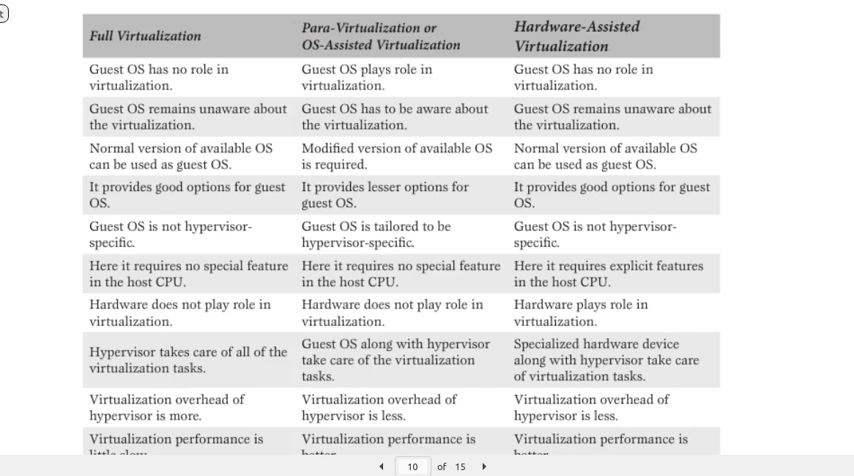 t
Full Virtualization
Para-Virtualization or
OS-Assisted Virtualization
Hardware-Assisted
Virtualization
Guest OS has no role in
virtualization.
Guest OS plays role in
virtualization.
Guest OS has no role in
virtualization.
Guest OS remains unaware about
the virtualization.
Guest OS has to be aware about
the virtualization.
Guest OS remains unaware about
the virtualization.
Normal version of available OS
can be used as guest OS.
Modified version of available OS
is required.
Normal version of available OS
can be used as guest OS.
It provides good options for guest
OS.
It provides lesser options for
guest OS.
It provides good options for guest
OS.
Guest OS is not hypervisor-
specific.
Guest OS is tailored to be
hypervisor-specific.
Guest OS is not hypervisor-
specific.
Here it requires no special feature
in the host CPU.
Here it requires no special feature
in the host CPU.
Here it requires explicit features
in the host CPU.
Hardware does not play role in
virtualization.
Hardware does not play role in
virtualization.
Hardware plays role in
virtualization.
Hypervisor takes care of all of the
virtualization tasks.
Guest OS along with hypervisor
take care of the virtualization
tasks.
Specialized hardware device
along with hypervisor take care
of virtualization tasks.
Virtualization overhead of
hypervisor is more.
Virtualization overhead of
hypervisor is less.
Virtualization overhead of
hypervisor is less.
Virtualization performance is
little slow.
Virtualization performance is
better.
Virtualization performance is
better.
10 of 15